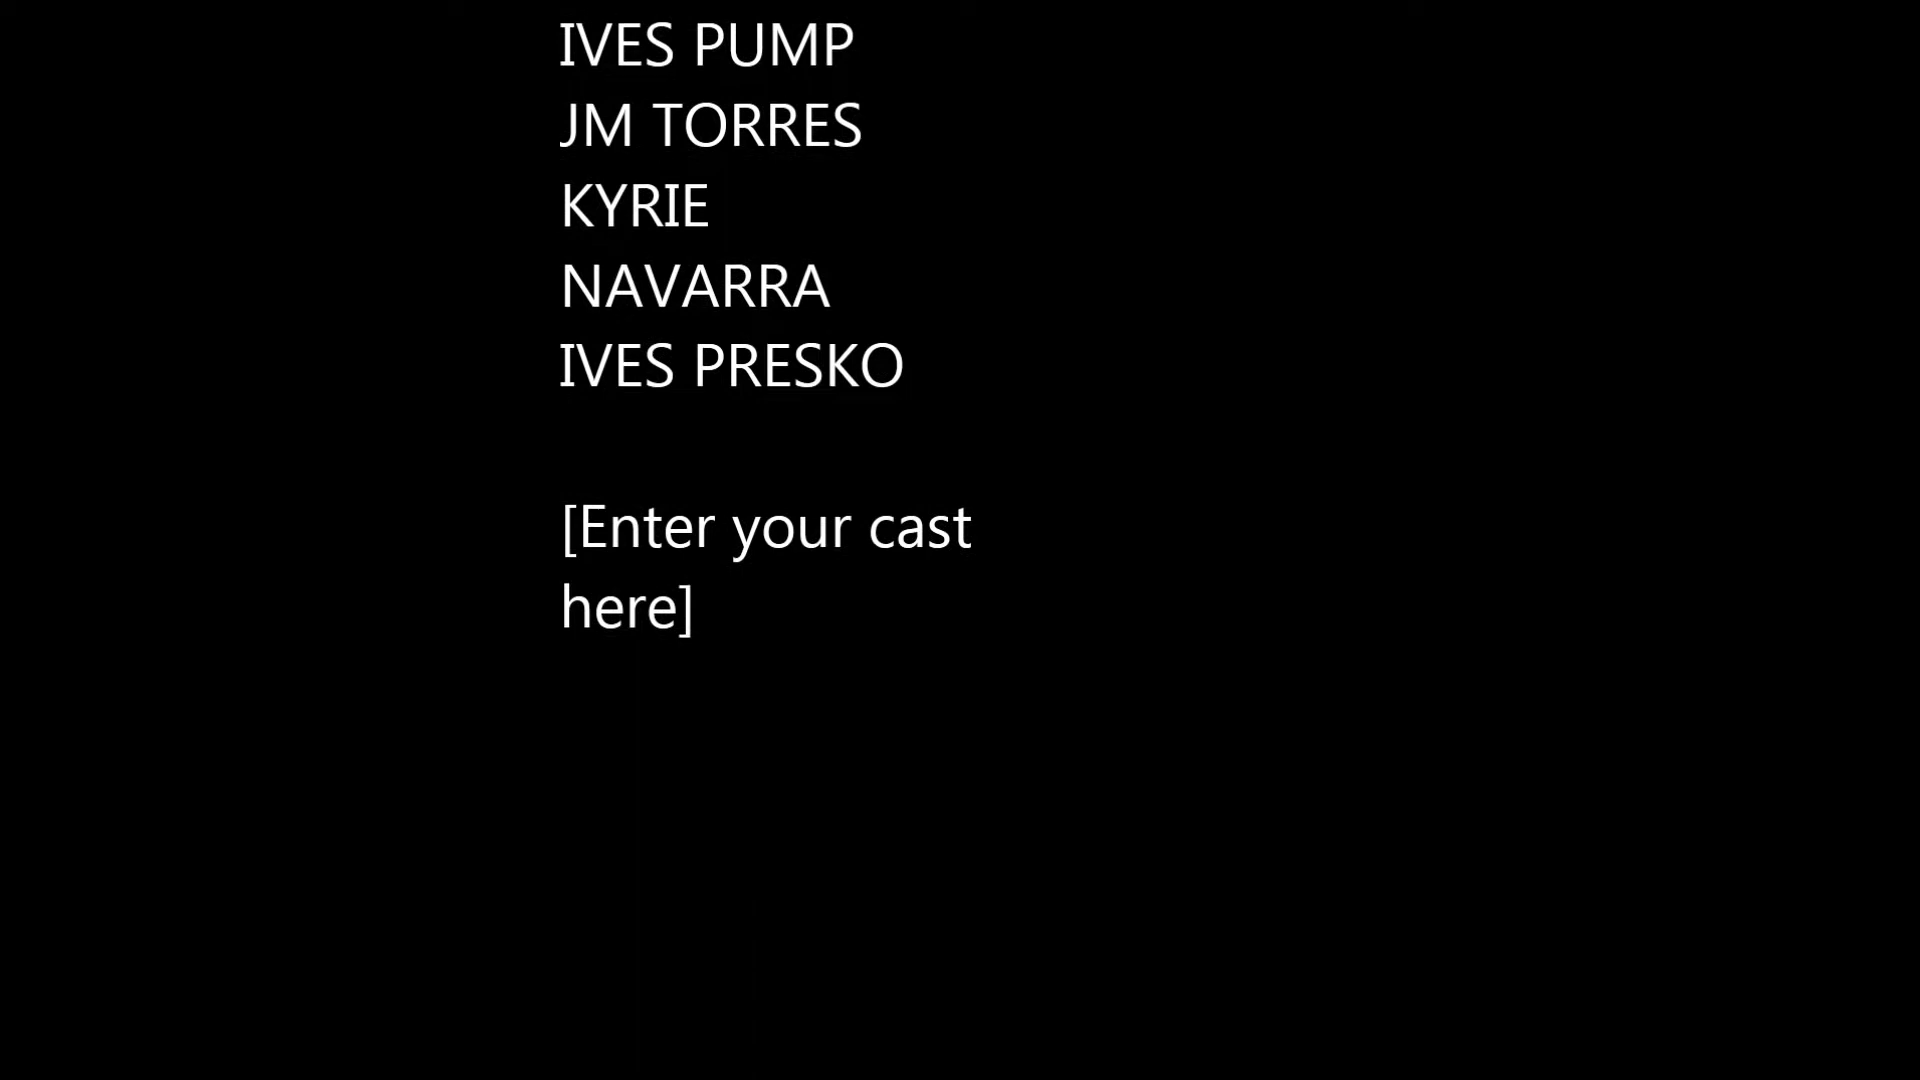 IVES PUMP
JM TORRES
KYRIE
NAVARRA
IVES PRESKO
[Enter your cast
here]